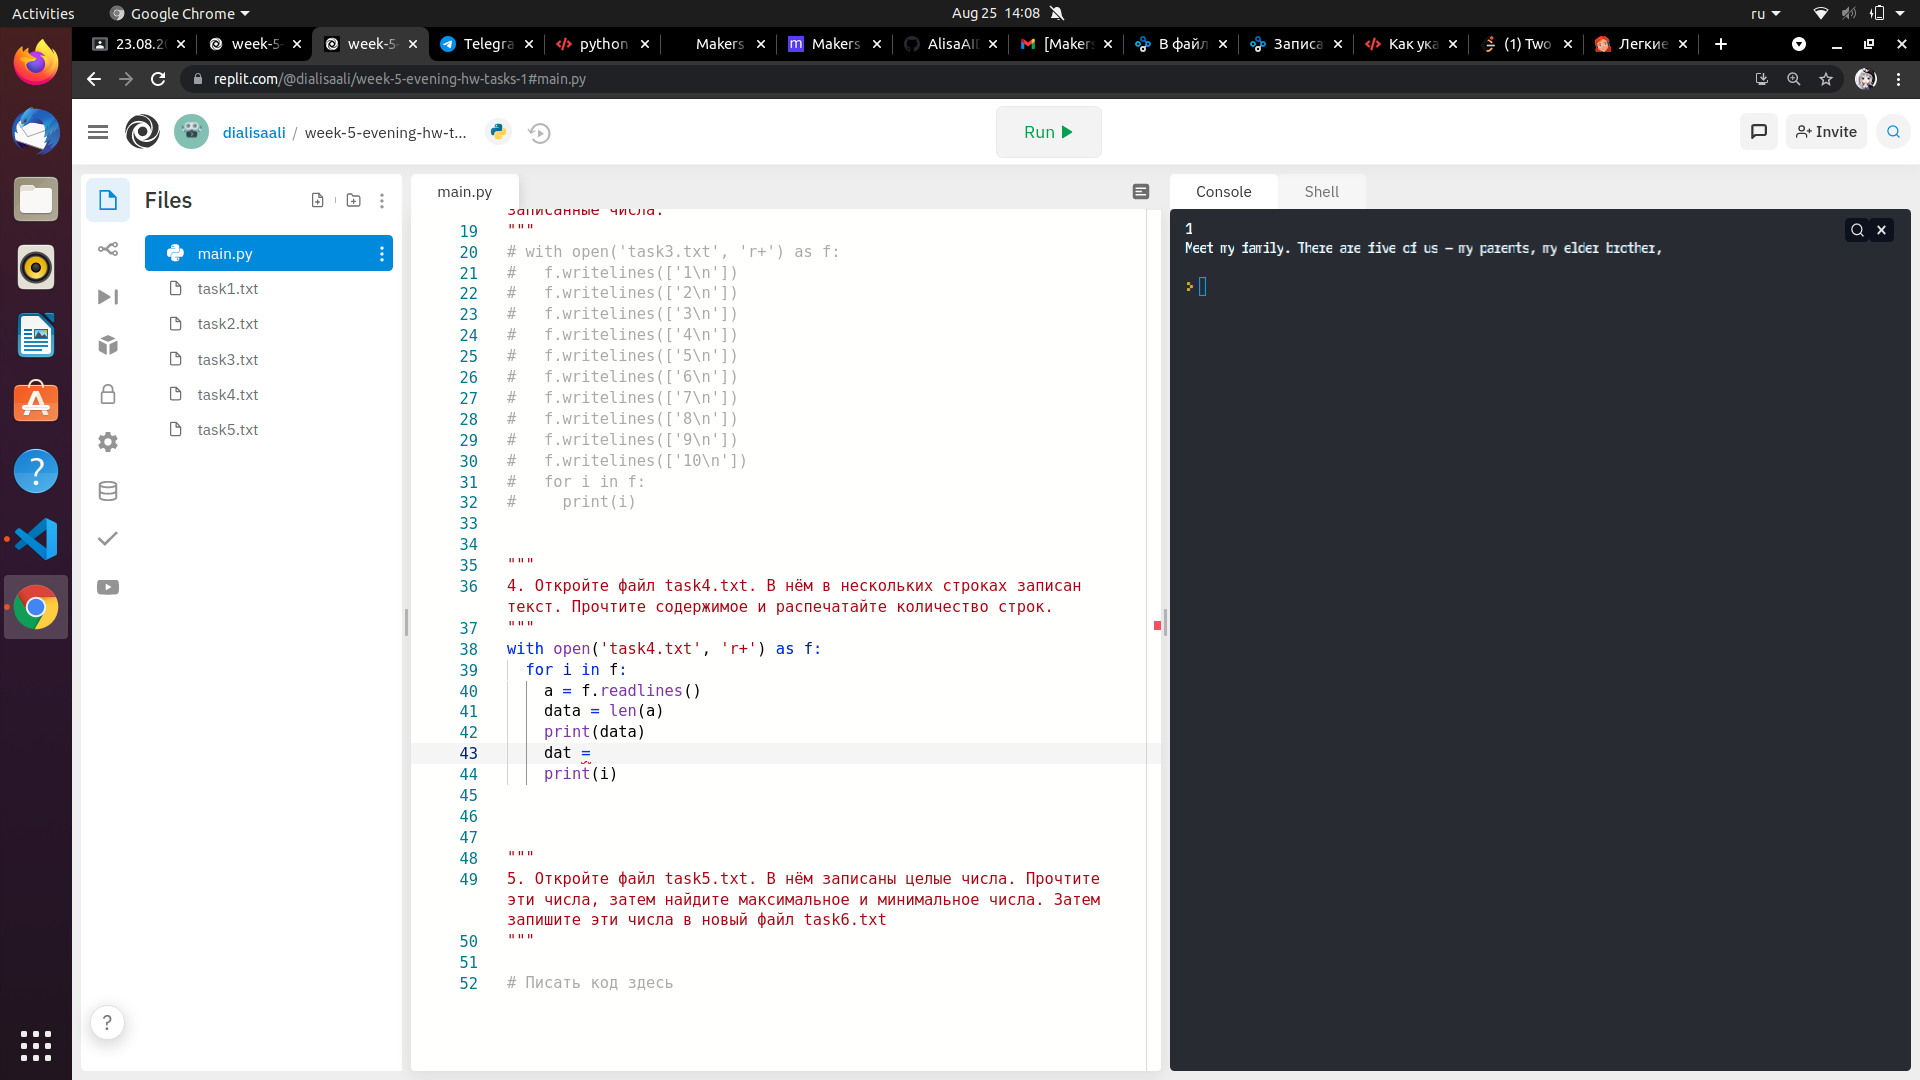 Activities
Google Chrome
Aug 25 14:08
ru
23.08.2
week-5-
week-5-
Telegra
python
Makers
m Makers
AlisaAl
[Maker
В файл
Записа
Как ука
(1) Two
Легкие
replit.com/@dialisaali/week-5-evening-hw-tasks-1#main.py
dialisaali / week-5-evening-hw-t...
Run
Invite
Files
main.py
task1.txt
task2.txt
task3.txt
task4.txt
task5.txt
main.py
записанные числа.
19 """
20 # with open('task3.txt', 'r+') as f:
21 #   f.writelines(['1\n'])
22 #   f.writelines(['2\n'])
23 #   f.writelines(['3\n'])
24 #   f.writelines(['4\n'])
25 #   f.writelines(['5\n'])
26 #   f.writelines(['6\n'])
27 #   f.writelines(['7\n'])
28 #   f.writelines(['8\n'])
29 #   f.writelines(['9\n'])
30 #   f.writelines(['10\n'])
31 #   for i in f:
32 #     print(i)
33
34
35 """
36 4. Откройте файл task4.txt. В нём в нескольких строках записан
текст. Прочтите содержимое и распечатайте количество строк.
37 """
38 with open('task4.txt', 'r+') as f:
39   for i in f:
40     a = f.readlines()
41     data = len(a)
42     print(data)
43     dat =
44     print(i)
45
46
47
48 """
49 5. Откройте файл task5.txt. В нём записаны целые числа. Прочтите
эти числа, затем найдите максимальное и минимальное числа. Затем
запишите эти числа в новый файл task6.txt
50 """
51
52 # Писать код здесь
Console
Shell
1
Meet my family. There are five of us – my parents, my elder brother,
?